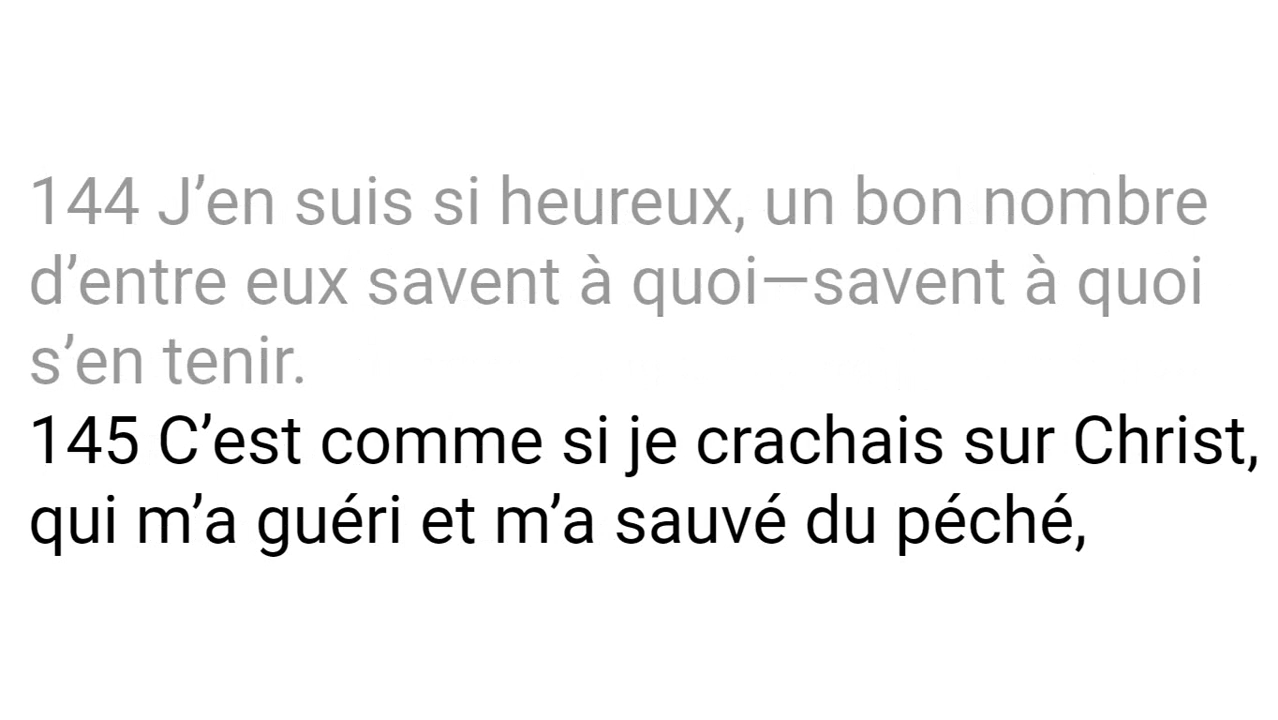 144 J’en suis si heureux, un bon nombre
d’entre eux savent à quoi—savent à quoi
s’en tenir.
145 C’est comme si je crachais sur Christ,
qui m’a guéri et m’a sauvé du péché,